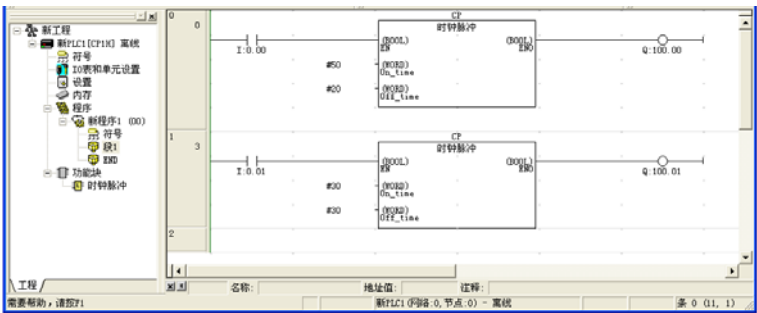 新工程
新PLC1[CP1H] 离线
符号
IO表和单元设置
设置
内存
程序
新程序1 (00)
符号
段1
END
功能块
时钟脉冲
工程
0
0
I:0.00
CP
时钟脉冲
(BOOL)
EN
(BOOL)
ENO
Q:100.00
#50
(WORD)
On_time
#20
(WORD)
Off_time
1
3
I:0.01
CP
时钟脉冲
(BOOL)
EN
(BOOL)
ENO
Q:100.01
#30
(WORD)
On_time
#30
(WORD)
Off_time
2
名称: 地址值: 注释:
需要帮助，请按F1 新PLC1(网络:0,节点:0) - 离线 条 0 (11, 1)